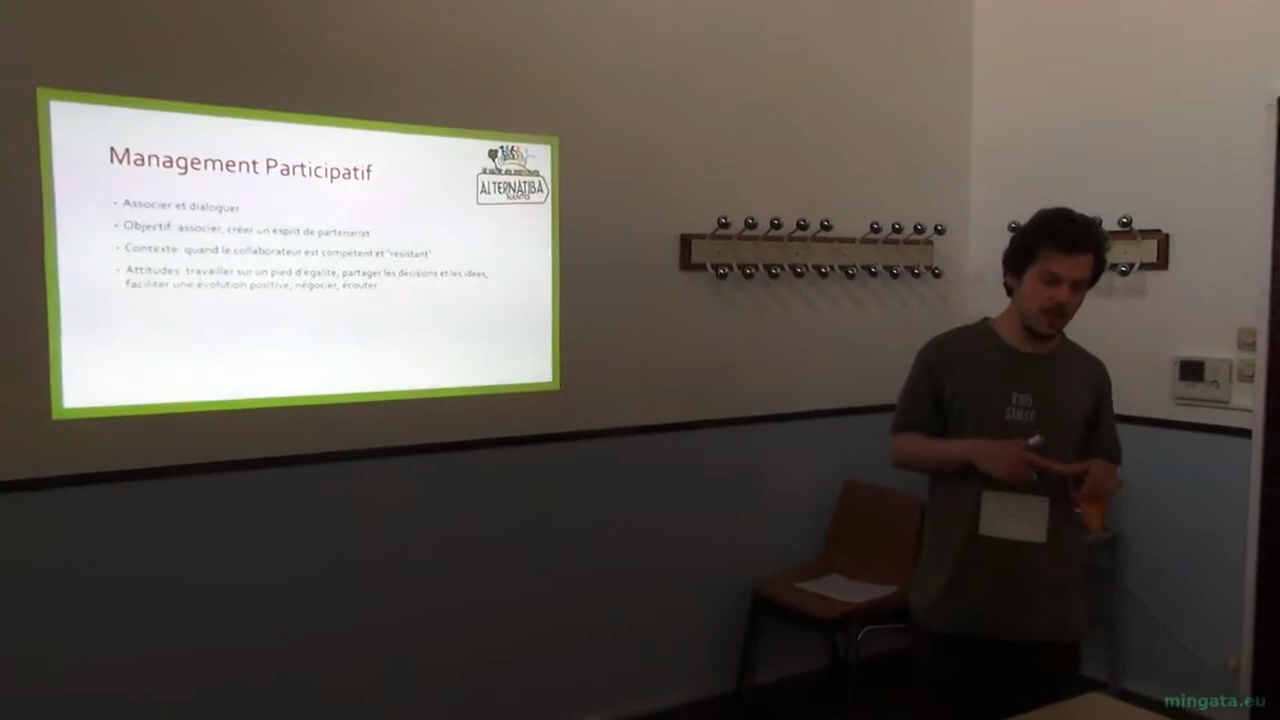 Management Participatif
- Associer et dialoguer
- Objectif: associer, créer un esprit de partenariat
- Contexte: quand le collaborateur est compétent et "résistant"
- Attitudes: travailler sur un pied d'égalité, partager les décisions et les idées,
faciliter une évolution positive, négocier, écouter
ALTERNATIBA
NANTES
mingata.eu